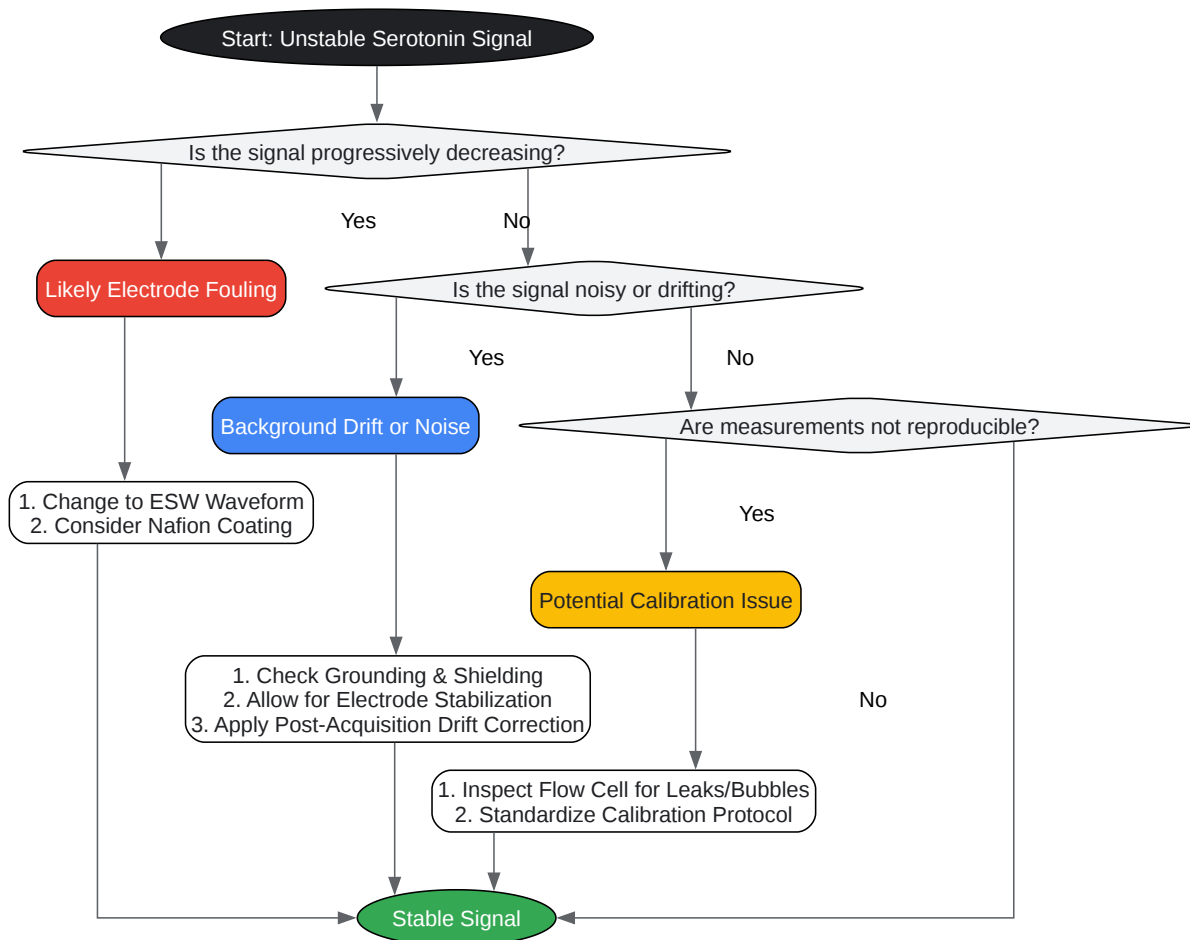 Start: Unstable Serotonin Signal
Is the signal progressively decreasing?
Yes
No
Likely Electrode Fouling
Is the signal noisy or drifting?
Yes
No
Background Drift or Noise
Are measurements not reproducible?
1. Change to ESW Waveform
2. Consider Nafion Coating
Yes
Potential Calibration Issue
1. Check Grounding & Shielding
2. Allow for Electrode Stabilization
3. Apply Post-Acquisition Drift Correction
No
1. Inspect Flow Cell for Leaks/Bubbles
2. Standardize Calibration Protocol
Stable Signal